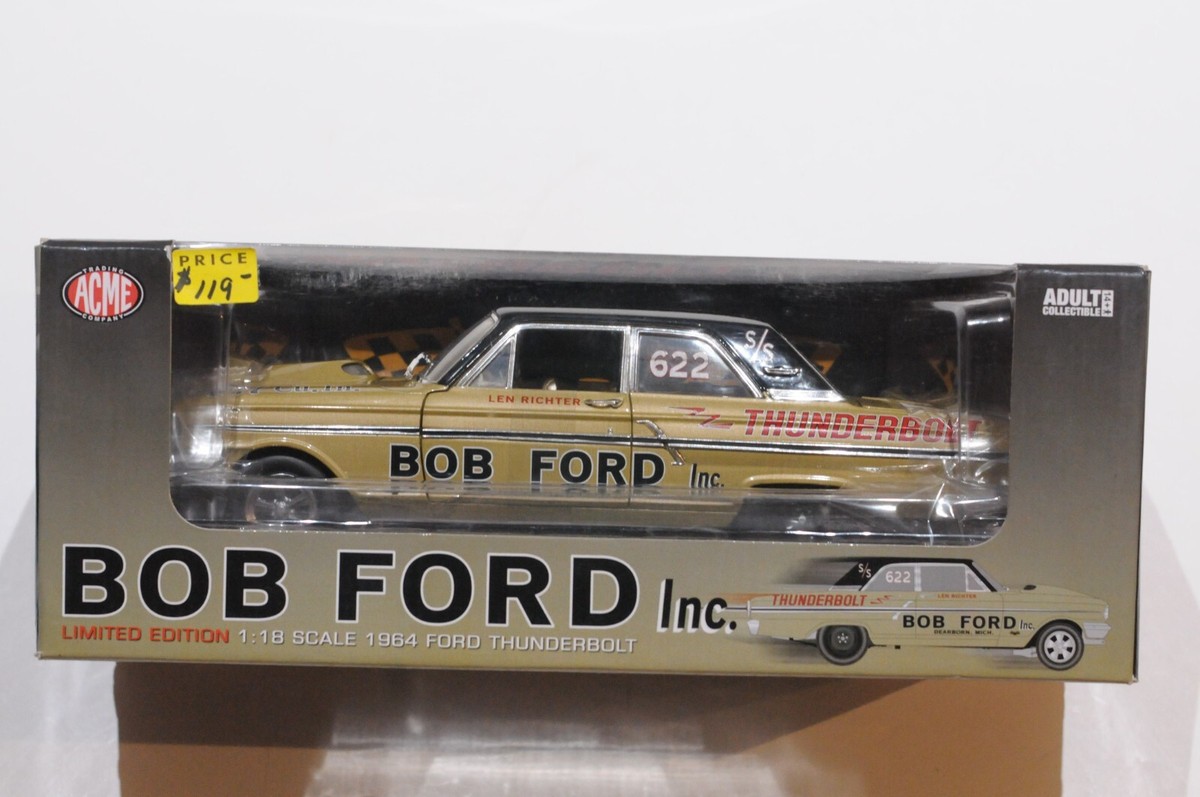 TRADING
ACME
COMPANY
PRICE
$119-
ADULT
COLLECTIBLE 14+
S/S
622
LEN RICHTER
THUNDERBOLT
BOB FORD Inc.
BOB FORD Inc.
LIMITED EDITION 1:18 SCALE 1964 FORD THUNDERBOLT
S/S
622
THUNDERBOLT
LEN RICHTER
BOB FORD Inc.
DEARBORN, MICH.